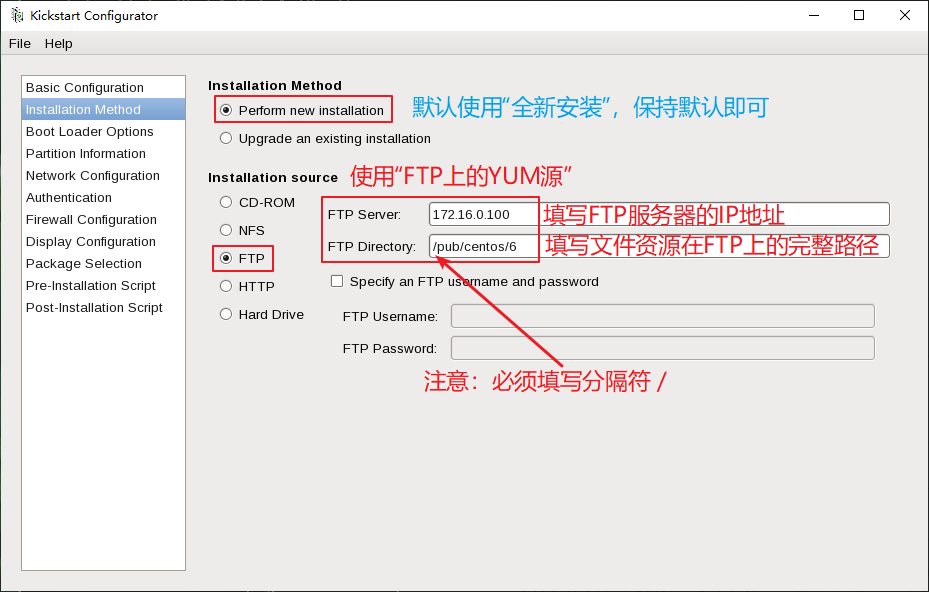 Kickstart Configurator
File Help
Basic Configuration
Installation Method
Boot Loader Options
Partition Information
Network Configuration
Authentication
Firewall Configuration
Display Configuration
Package Selection
Pre-Installation Script
Post-Installation Script
Installation Method
Perform new installation 默认使用“全新安装”，保持默认即可
Upgrade an existing installation
Installation source 使用“FTP上的YUM源”
CD-ROM
NFS
FTP
HTTP
Hard Drive
FTP Server: 172.16.0.100 填写FTP服务器的IP地址
FTP Directory: /pub/centos/6 填写文件资源在FTP上的完整路径
Specify an FTP username and password
FTP Username:
FTP Password:
注意：必须填写分隔符 /